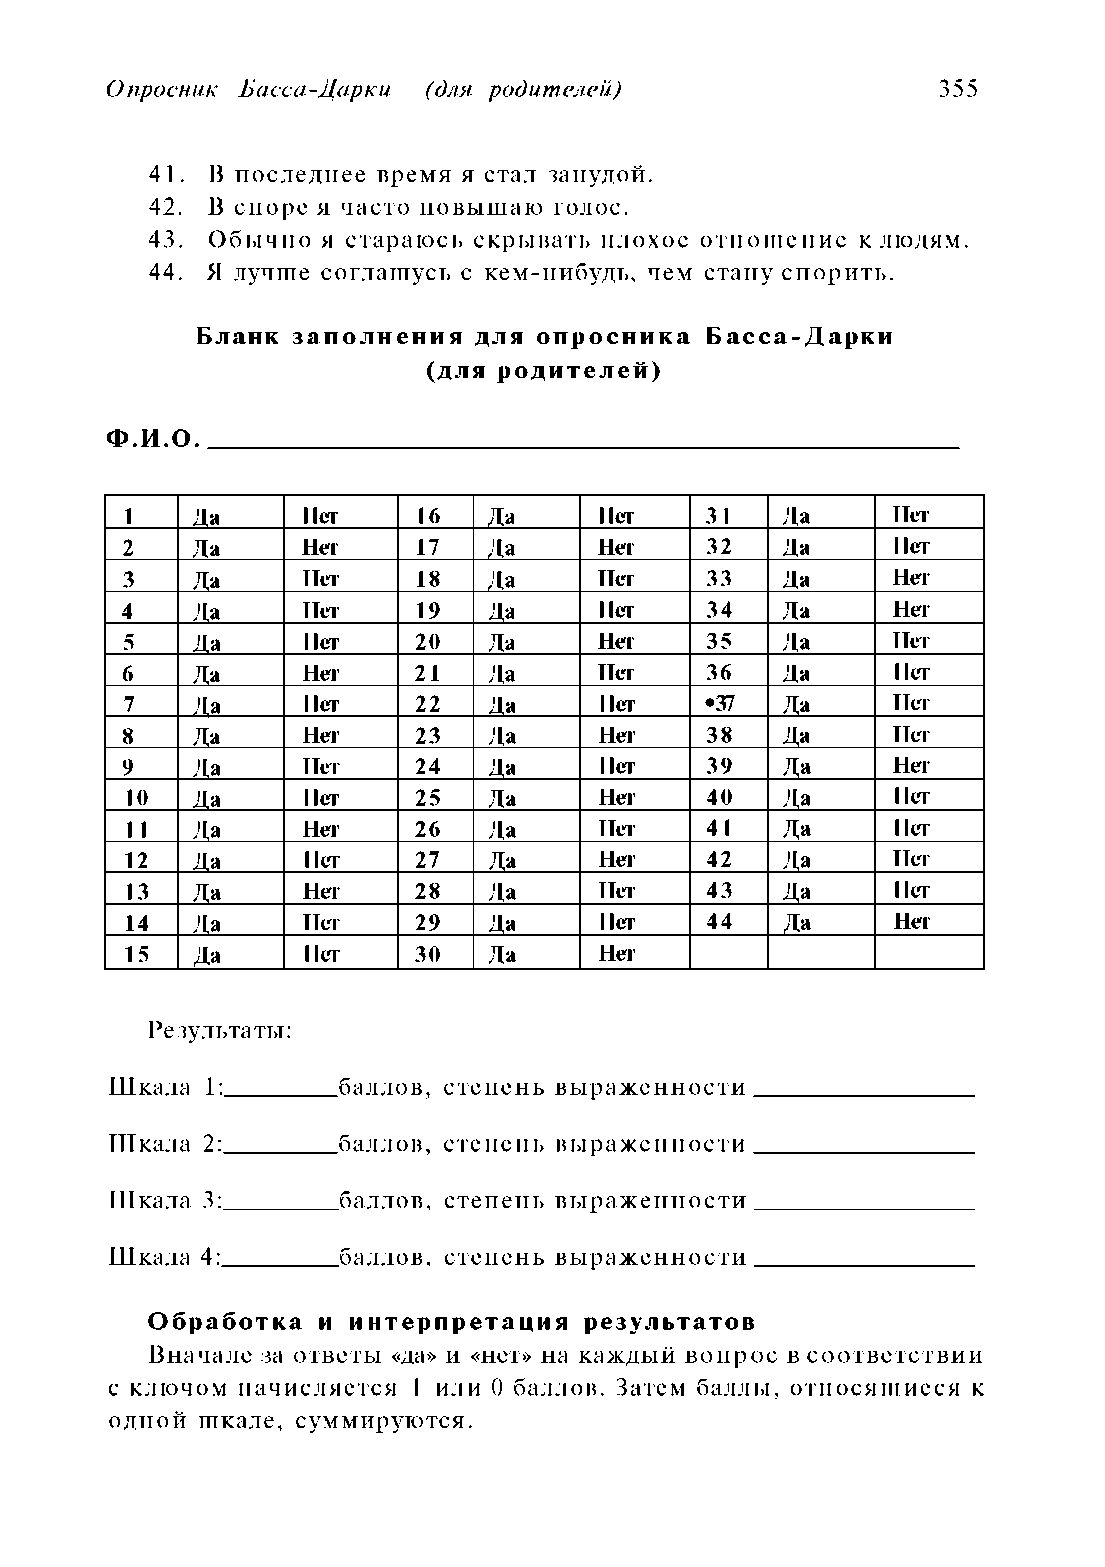 Опросник Басса-Дарки (для родителей) 355
41. В последнее время я стал занудой.
42. В споре я часто повышаю голос.
43. Обычно я стараюсь скрывать плохое отношение к людям.
44. Я лучше соглашусь с кем-нибудь, чем стану спорить.
Бланк заполнения для опросника Басса-Дарки
(для родителей)
Ф.И.О.
1 Да Нет 16 Да Нет 31 Да Нет
2 Да Нет 17 Да Нет 32 Да Нет
3 Да Нет 18 Да Нет 33 Да Нет
4 Да Нет 19 Да Нет 34 Да Нет
5 Да Нет 20 Да Нет 35 Да Нет
6 Да Нет 21 Да Нет 36 Да Нет
7 Да Нет 22 Да Нет •37 Да Нет
8 Да Нет 23 Да Нет 38 Да Нет
9 Да Нет 24 Да Нет 39 Да Нет
10 Да Нет 25 Да Нет 40 Да Нет
11 Да Нет 26 Да Нет 41 Да Нет
12 Да Нет 27 Да Нет 42 Да Нет
13 Да Нет 28 Да Нет 43 Да Нет
14 Да Нет 29 Да Нет 44 Да Нет
15 Да Нет 30 Да Нет
Результаты:
Шкала 1:________баллов, степень выраженности ________
Шкала 2:________баллов, степень выраженности ________
Шкала 3:________баллов, степень выраженности ________
Шкала 4:________баллов, степень выраженности ________
Обработка и интерпретация результатов
Вначале за ответы «да» и «нет» на каждый вопрос в соответствии
с ключом начисляется 1 или 0 баллов. Затем баллы, относящиеся к
одной шкале, суммируются.